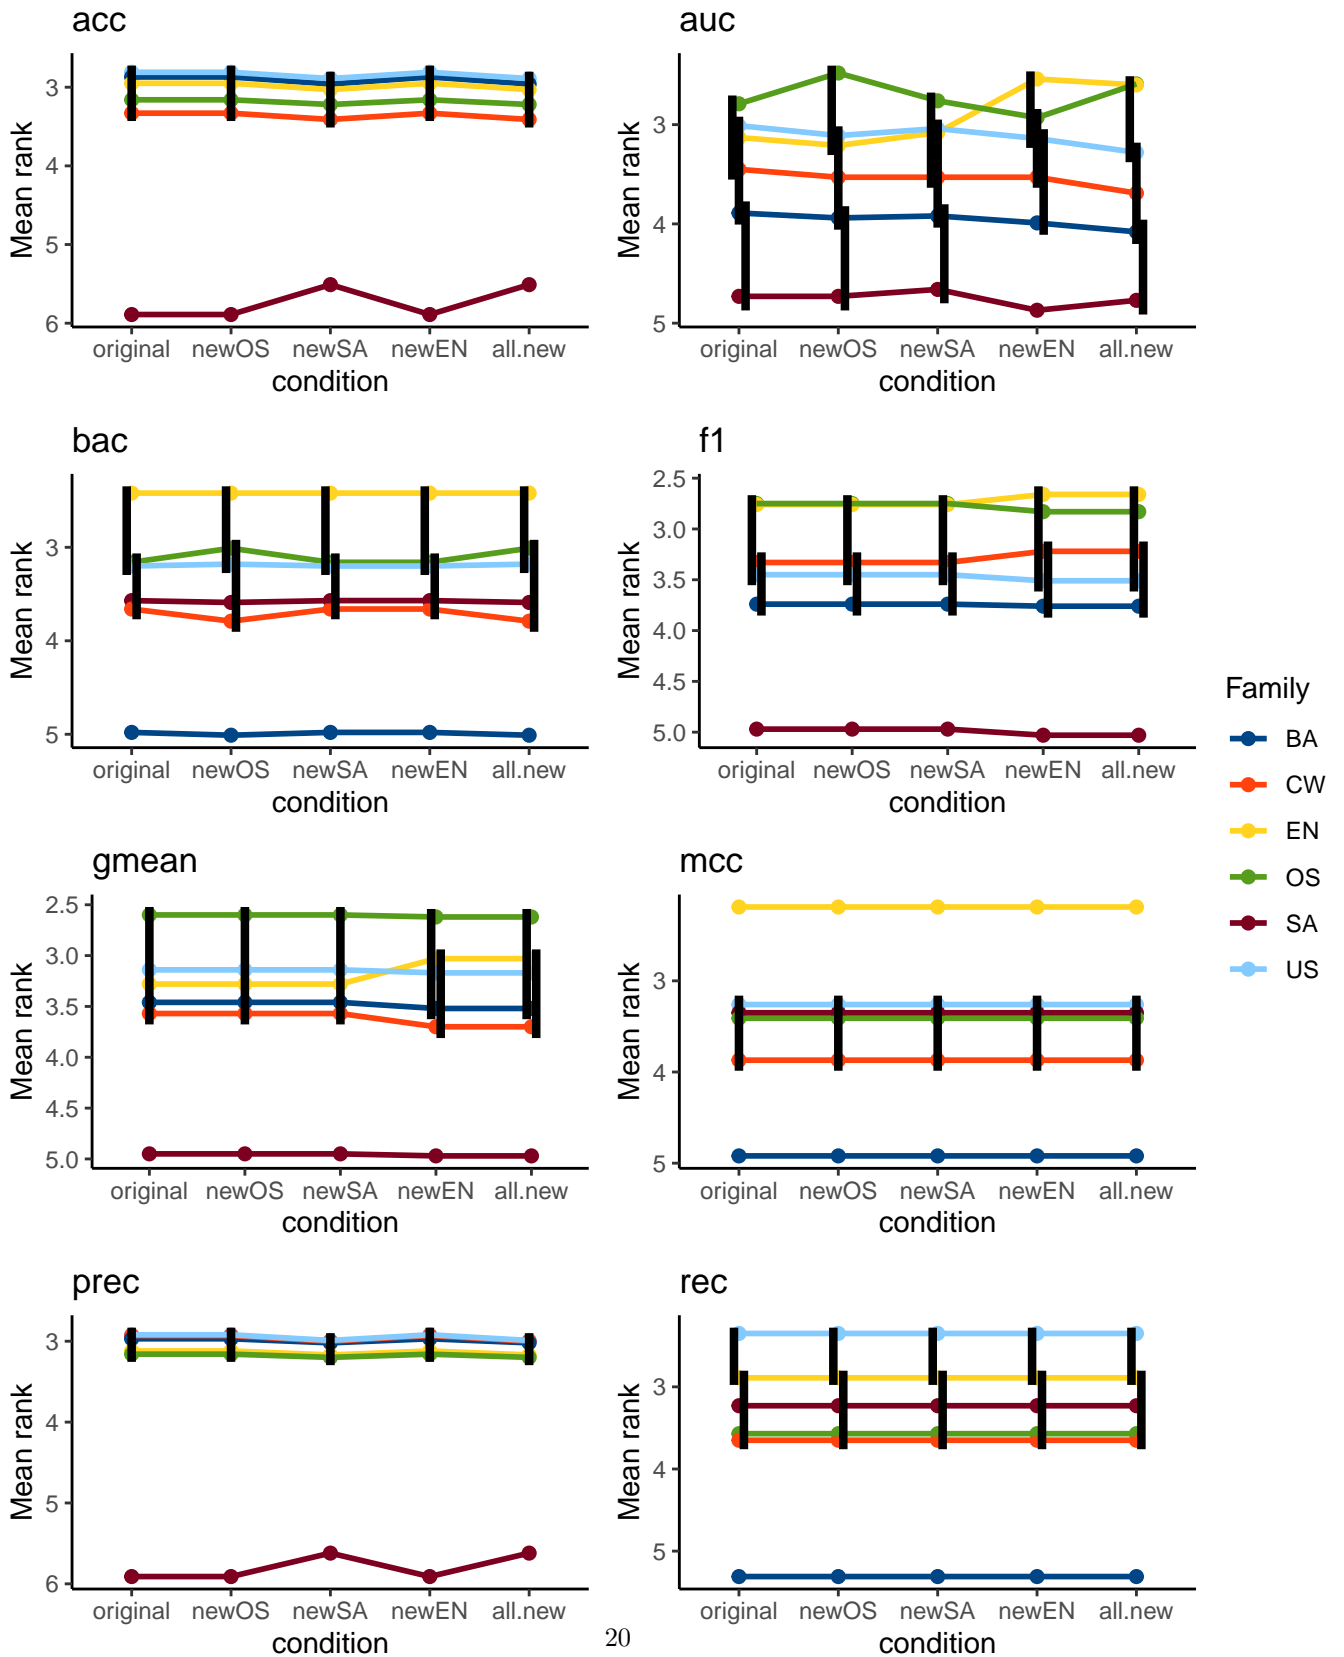 acc
Mean rank
3
4
5
6
original newOS newSA newEN all.new
condition
auc
Mean rank
3
4
5
original newOS newSA newEN all.new
condition
bac
Mean rank
3
4
5
original newOS newSA newEN all.new
condition
f1
Mean rank
2.5
3.0
3.5
4.0
4.5
5.0
original newOS newSA newEN all.new
condition
Family
BA
CW
EN
OS
SA
US
gmean
Mean rank
2.5
3.0
3.5
4.0
4.5
5.0
original newOS newSA newEN all.new
condition
mcc
Mean rank
3
4
5
original newOS newSA newEN all.new
condition
prec
Mean rank
3
4
5
6
original newOS newSA newEN all.new
condition
rec
Mean rank
3
4
5
original newOS newSA newEN all.new
condition
20